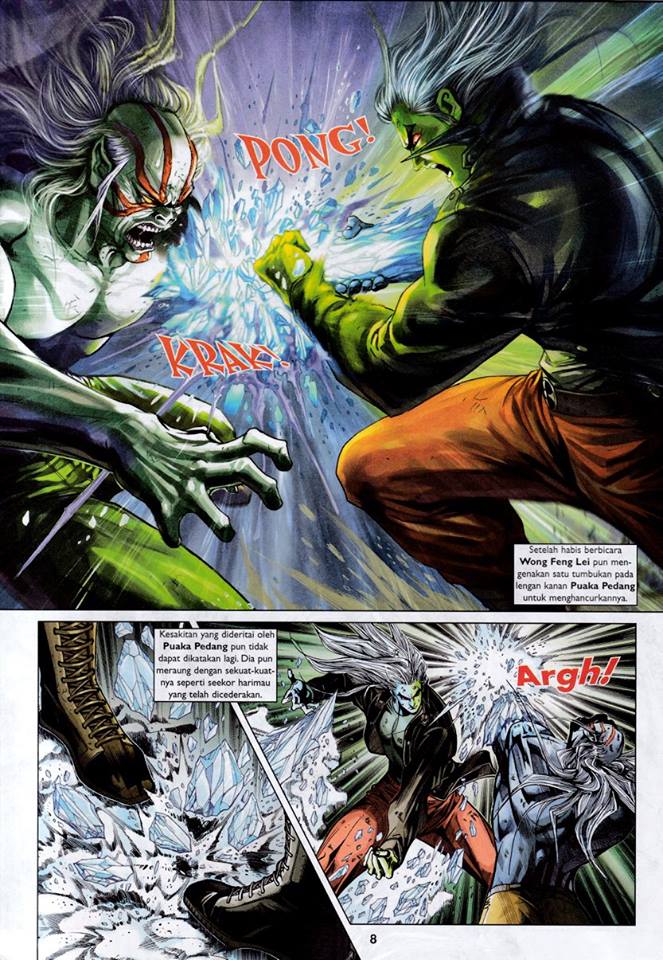 PONG!
KRAK!
Setelah habis berbicara
Wong Feng Lei pun men-
genakan satu tumbukan pada
lengan kanan Puaka Pedang
untuk menghancurkannya.
Kesakitan yang dideritai oleh
Puaka Pedang pun tidak
dapat dikatakan lagi. Dia pun
meraung dengan sekuat-kuat-
nya seperti seekor harimau
yang telah dicederakan.
Argh!
8